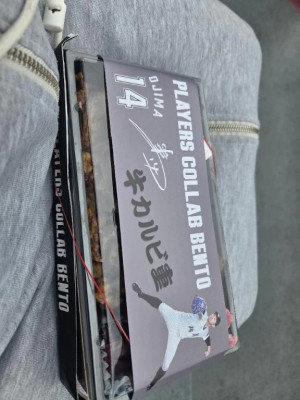 PLAYERS COLLAB BENTO
14
OJIMA
牛カルビ重
PLAYERS COLLAB BENTO